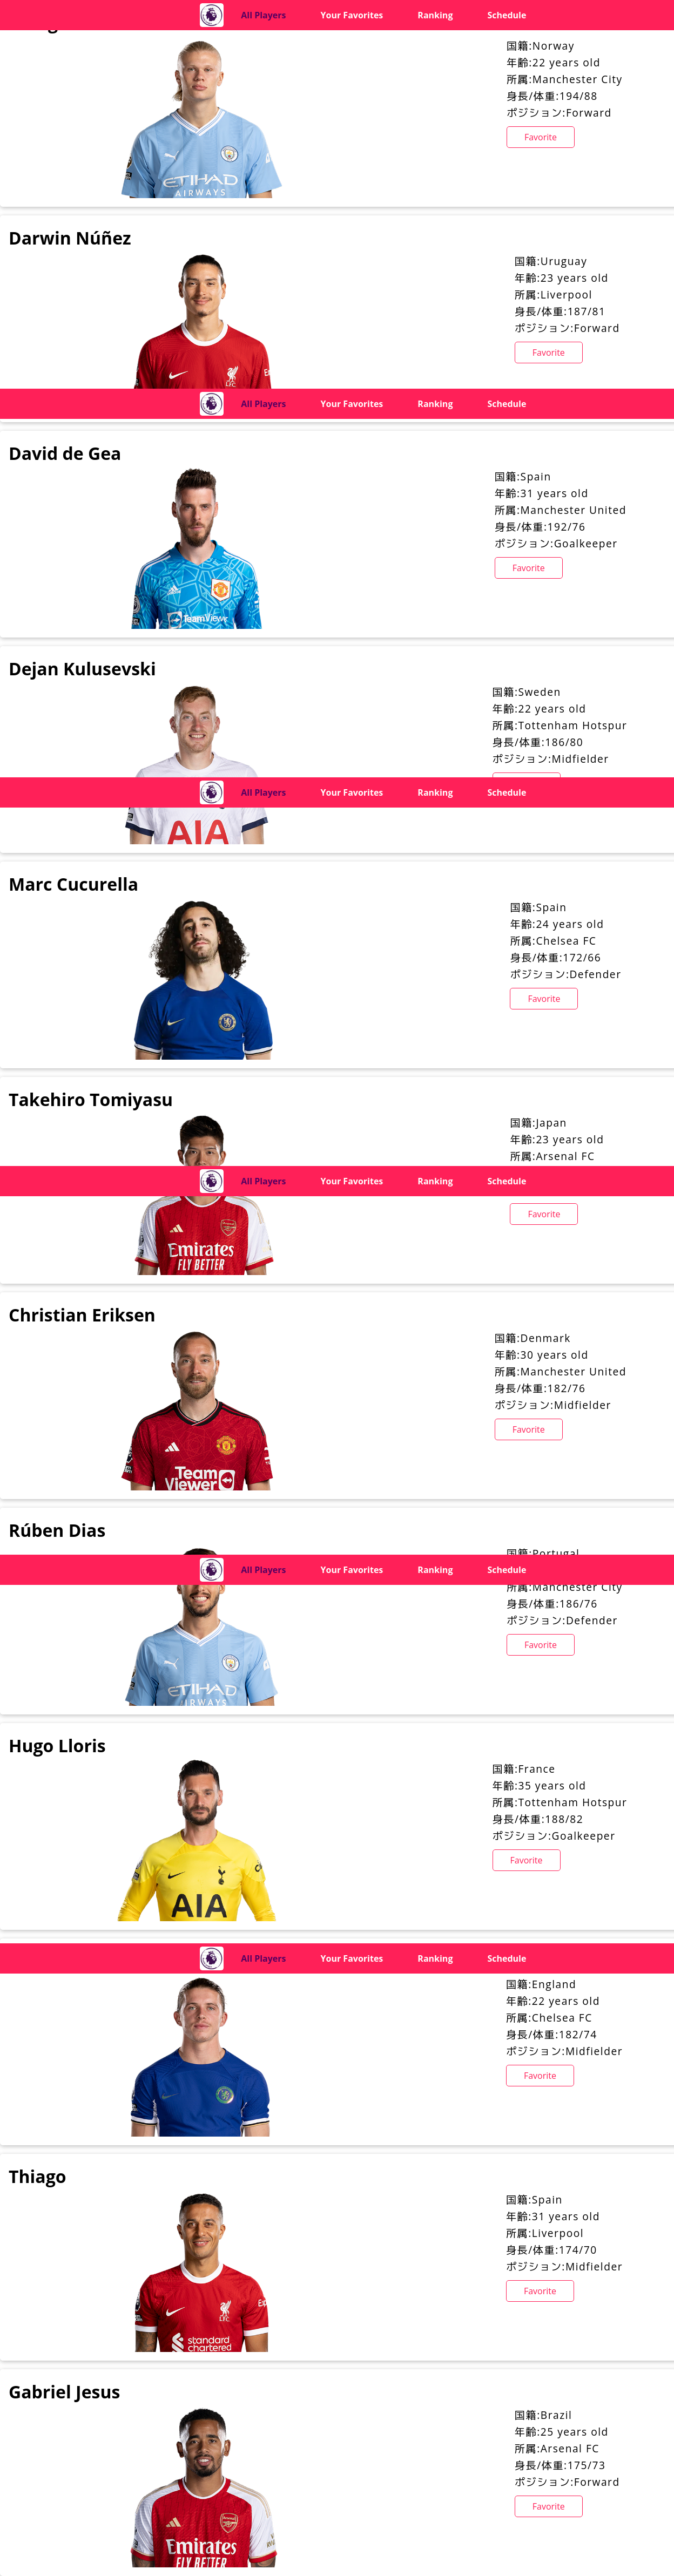 All Players Your Favorites Ranking Schedule
国籍:Norway
年齢:22 years old
所属:Manchester City
身長/体重:194/88
ポジション:Forward
Favorite
ETIHAD
AIRWAYS
Darwin Núñez
国籍:Uruguay
年齢:23 years old
所属:Liverpool
身長/体重:187/81
ポジション:Forward
Favorite
All Players Your Favorites Ranking Schedule
David de Gea
国籍:Spain
年齢:31 years old
所属:Manchester United
身長/体重:192/76
ポジション:Goalkeeper
Favorite
Dejan Kulusevski
国籍:Sweden
年齢:22 years old
所属:Tottenham Hotspur
身長/体重:186/80
ポジション:Midfielder
All Players Your Favorites Ranking Schedule
AIA
Marc Cucurella
国籍:Spain
年齢:24 years old
所属:Chelsea FC
身長/体重:172/66
ポジション:Defender
Favorite
Takehiro Tomiyasu
国籍:Japan
年齢:23 years old
所属:Arsenal FC
All Players Your Favorites Ranking Schedule
Favorite
Emirates
FLY BETTER
Christian Eriksen
国籍:Denmark
年齢:30 years old
所属:Manchester United
身長/体重:182/76
ポジション:Midfielder
Favorite
Team
Viewer
Rúben Dias
国籍:Portugal
All Players Your Favorites Ranking Schedule
所属:Manchester City
身長/体重:186/76
ポジション:Defender
Favorite
ETIHAD
Hugo Lloris
国籍:France
年齢:35 years old
所属:Tottenham Hotspur
身長/体重:188/82
ポジション:Goalkeeper
Favorite
AIA
All Players Your Favorites Ranking Schedule
国籍:England
年齢:22 years old
所属:Chelsea FC
身長/体重:182/74
ポジション:Midfielder
Favorite
Thiago
国籍:Spain
年齢:31 years old
所属:Liverpool
身長/体重:174/70
ポジション:Midfielder
Favorite
standard
chartered
Gabriel Jesus
国籍:Brazil
年齢:25 years old
所属:Arsenal FC
身長/体重:175/73
ポジション:Forward
Favorite
Emirates
FLY BETTER